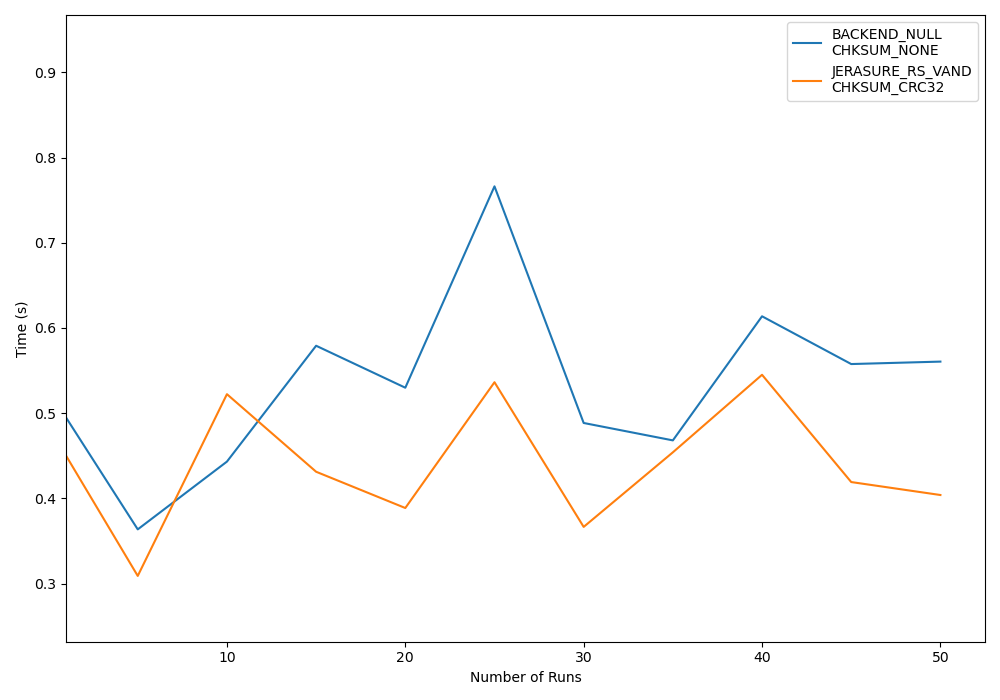 BACKEND_NULL
CHKSUM_NONE
JERASURE_RS_VAND
CHKSUM_CRC32
0.9
0.8
0.7
0.6
0.5
0.4
0.3
Time (s)
10 20 30 40 50
Number of Runs